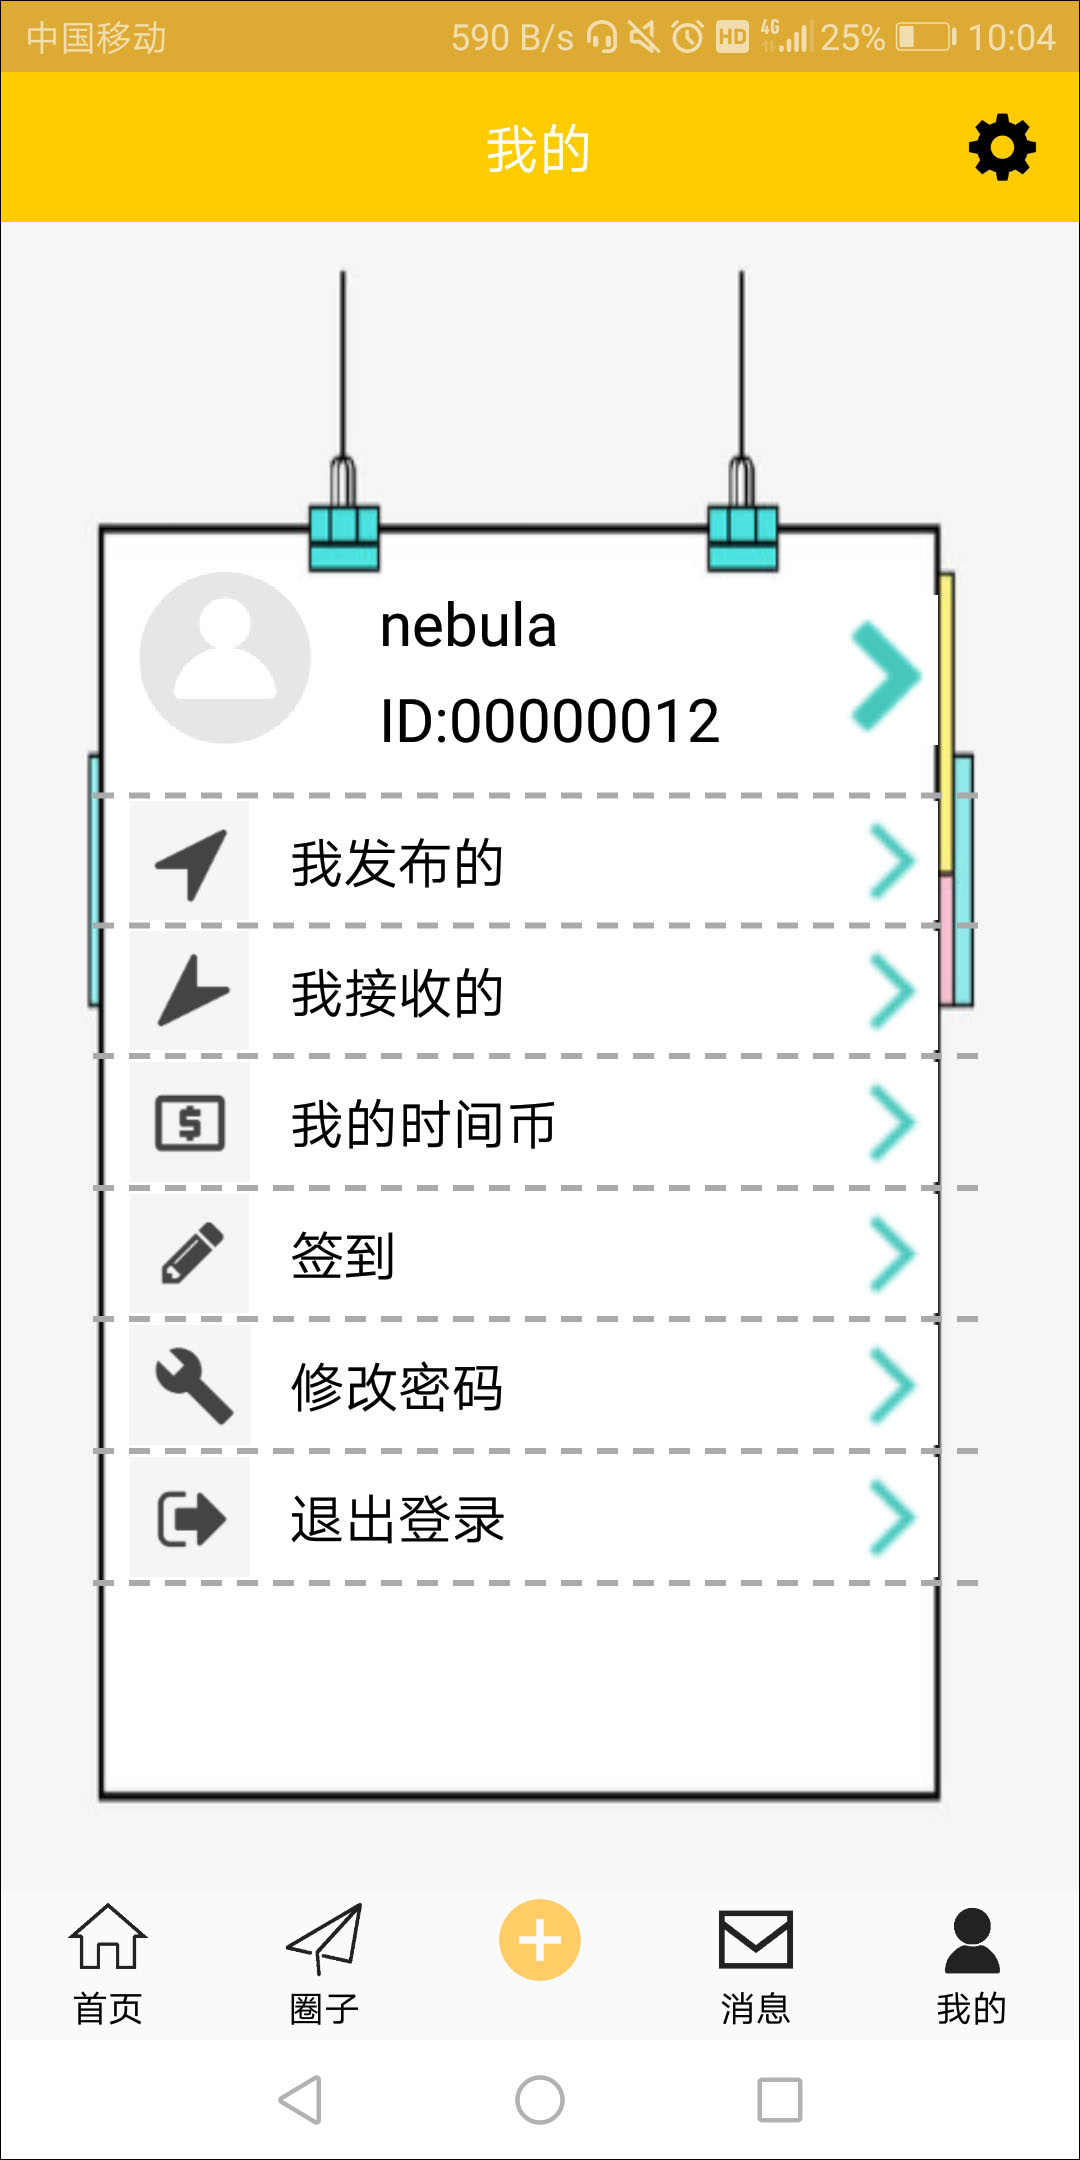 中国移动 590 B/s HD 4G 25% 10:04
我的
nebula
ID:00000012
我发布的
我接收的
我的时间币
签到
修改密码
退出登录
首页 圈子 消息 我的